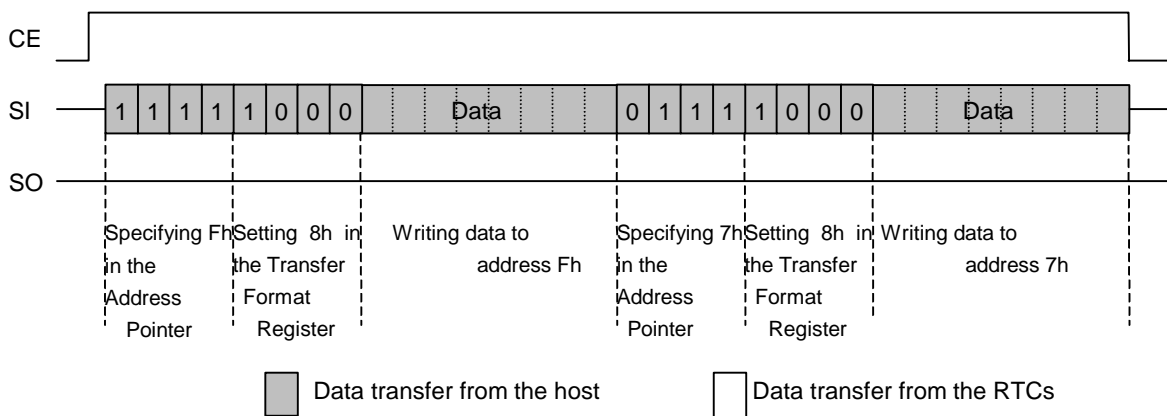 CE
SI 1 1 1 1 1 0 0 0 Data 0 1 1 1 1 0 0 0 Data
SO
Specifying Fh Setting 8h in Writing data to Specifying 7h Setting 8h in Writing data to
in the the Transfer address Fh in the the Transfer address 7h
Address Format Address Format
Pointer Register Pointer Register
Data transfer from the host Data transfer from the RTCs